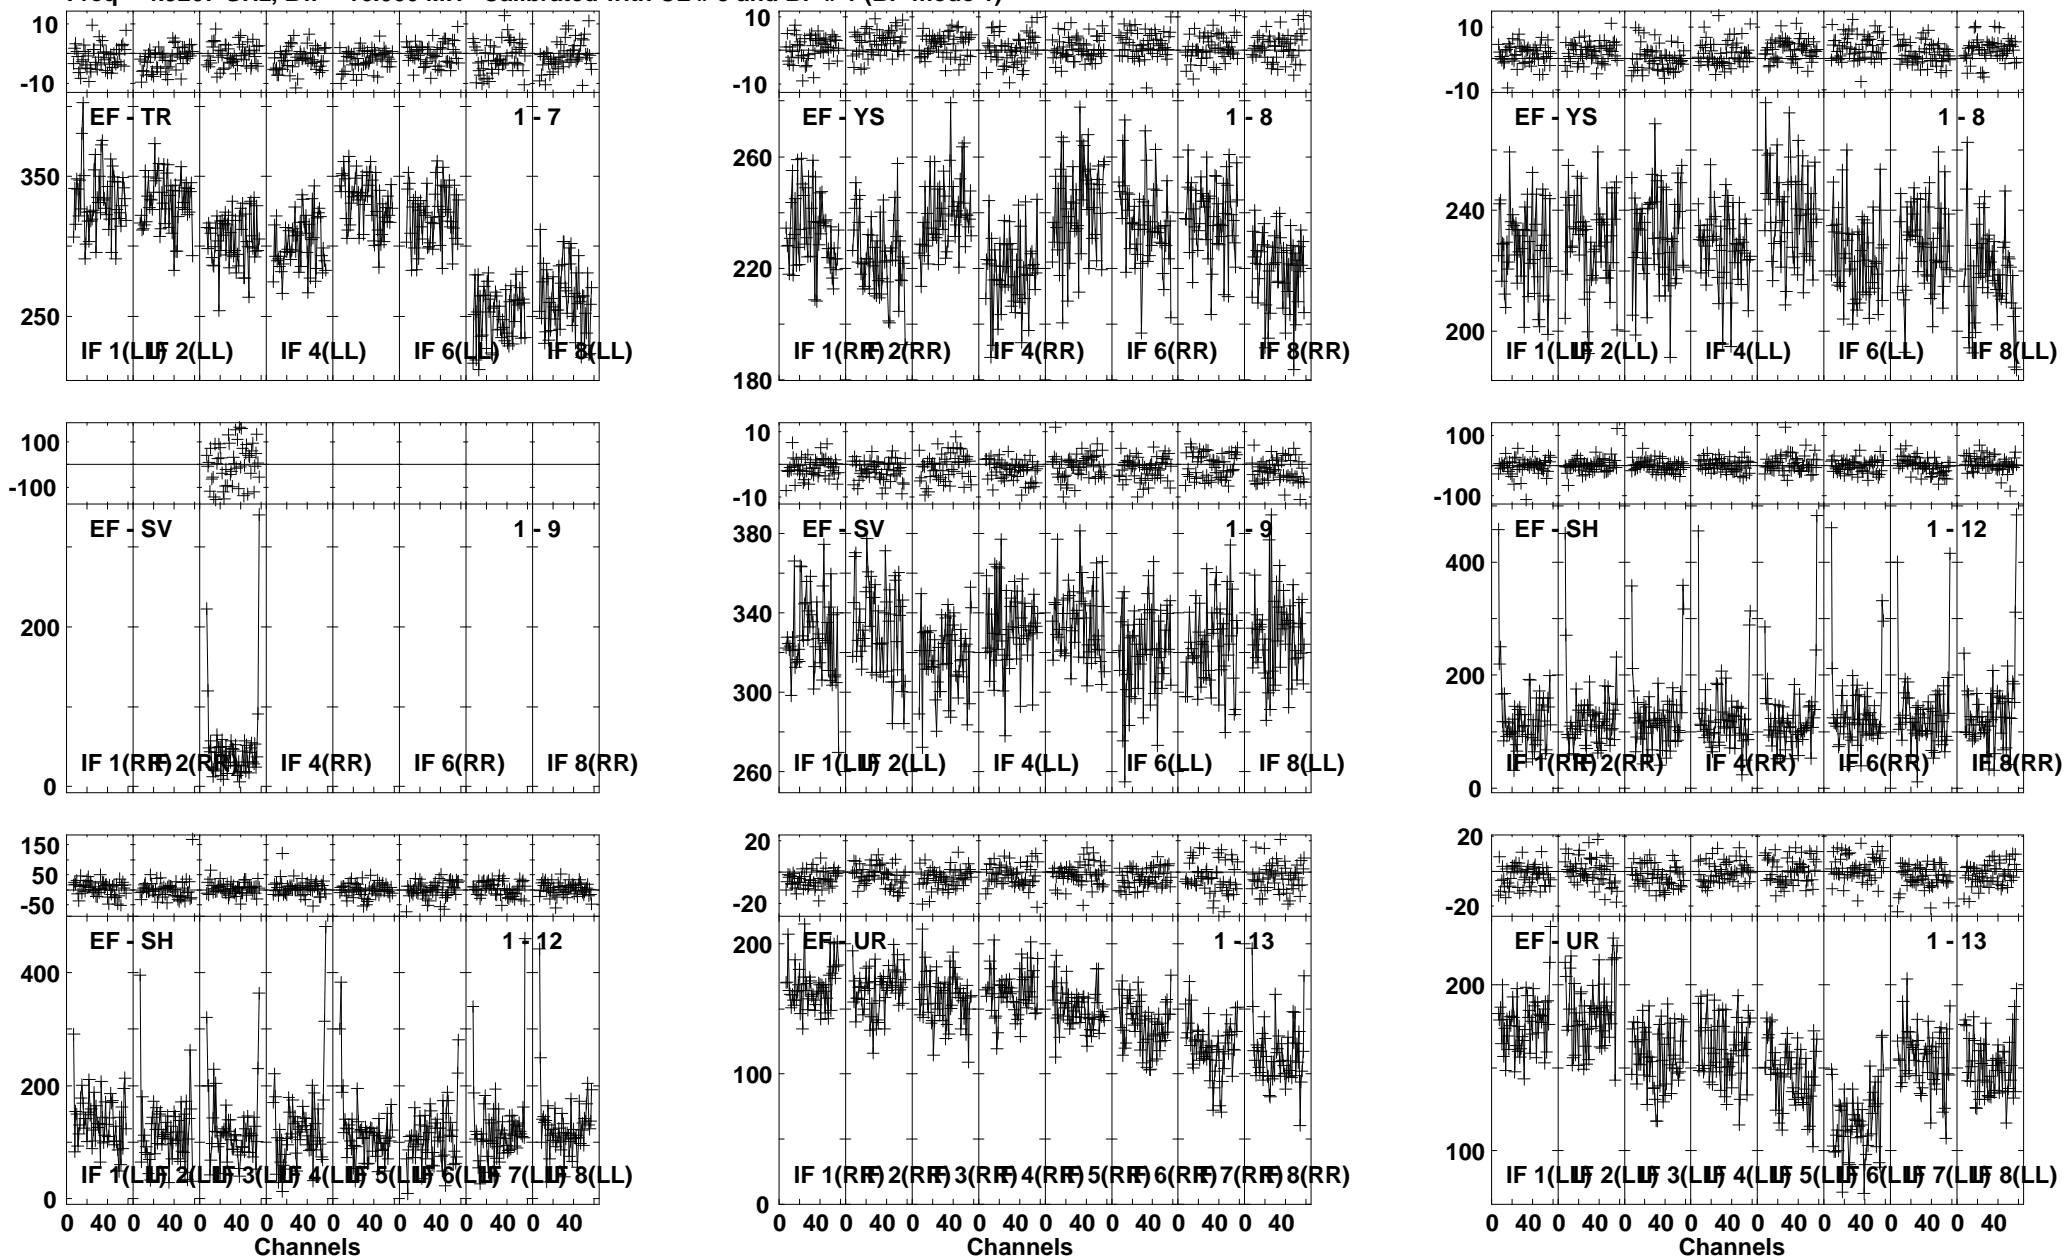 10
-10
EF - TR 1 - 7
350
250
IF 1(LL) IF 2(LL) IF 4(LL) IF 6(LL) IF 8(LL)
10
-10
EF - YS 1 - 8
260
220
180
IF 1(RR) IF 2(RR) IF 4(RR) IF 6(RR) IF 8(RR)
10
-10
EF - YS 1 - 8
240
200
IF 1(LL) IF 2(LL) IF 4(LL) IF 6(LL) IF 8(LL)
100
-100
EF - SV 1 - 9
200
0
IF 1(RR) IF 2(RR) IF 4(RR) IF 6(RR) IF 8(RR)
10
-10
EF - SV 1 - 9
380
340
300
260
IF 1(LL) IF 2(LL) IF 4(LL) IF 6(LL) IF 8(LL)
100
-100
EF - SH 1 - 12
400
200
0
IF 1(RR) IF 2(RR) IF 4(RR) IF 6(RR) IF 8(RR)
150
50
-50
EF - SH 1 - 12
400
200
0
IF 1(LL) IF 2(LL) IF 3(LL) IF 4(LL) IF 5(LL) IF 6(LL) IF 7(LL) IF 8(LL)
0 40 0 40 0 40 0 40 0 40 0 40 0 40 0 40
Channels
20
-20
EF - UR 1 - 13
200
100
0
IF 1(RR) IF 2(RR) IF 3(RR) IF 4(RR) IF 5(RR) IF 6(RR) IF 7(RR) IF 8(RR)
0 40 0 40 0 40 0 40 0 40 0 40 0 40 0 40
Channels
20
-20
EF - UR 1 - 13
200
100
IF 1(LL) IF 2(LL) IF 3(LL) IF 4(LL) IF 5(LL) IF 6(LL) IF 7(LL) IF 8(LL)
0 40 0 40 0 40 0 40 0 40 0 40 0 40 0 40
Channels